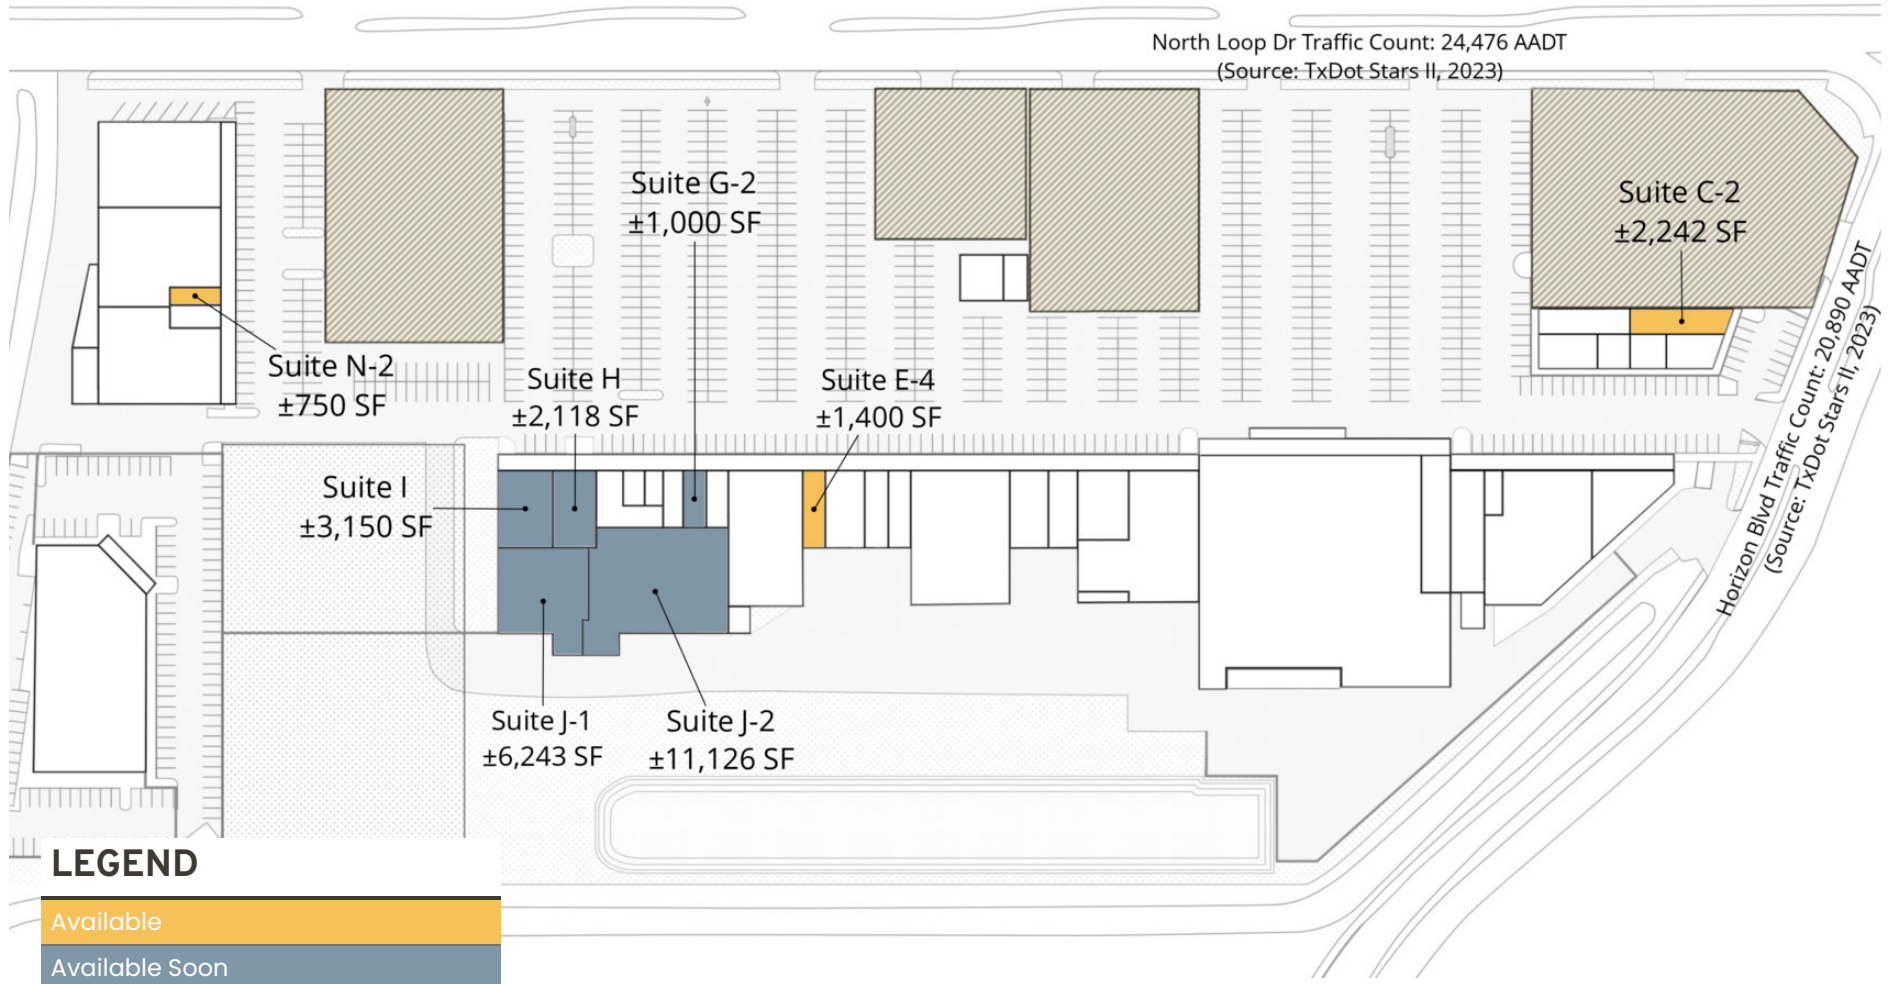 North Loop Dr Traffic Count: 24,476 AADT
(Source: TxDot Stars II, 2023)
Suite G-2
±1,000 SF
Suite C-2
±2,242 SF
Horizon Blvd Traffic Count: 20,890 AADT
(Source: TxDot Stars II, 2023)
Suite N-2
±750 SF
Suite H
±2,118 SF
Suite E-4
±1,400 SF
Suite I
±3,150 SF
Suite J-1
±6,243 SF
Suite J-2
±11,126 SF
LEGEND
Available
Available Soon